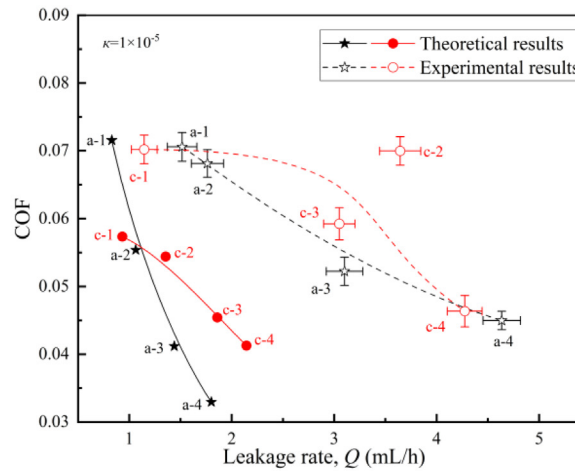 0.09
0.08
0.07
0.06
0.05
0.04
0.03
COF
κ=1×10⁻⁵
Theoretical results
Experimental results
a-1
a-1
c-1
a-2
c-2
c-1
c-2
a-2
c-3
a-3
a-3
c-3
c-4
c-4
a-4
a-4
1
2
3
4
5
Leakage rate, Q (mL/h)